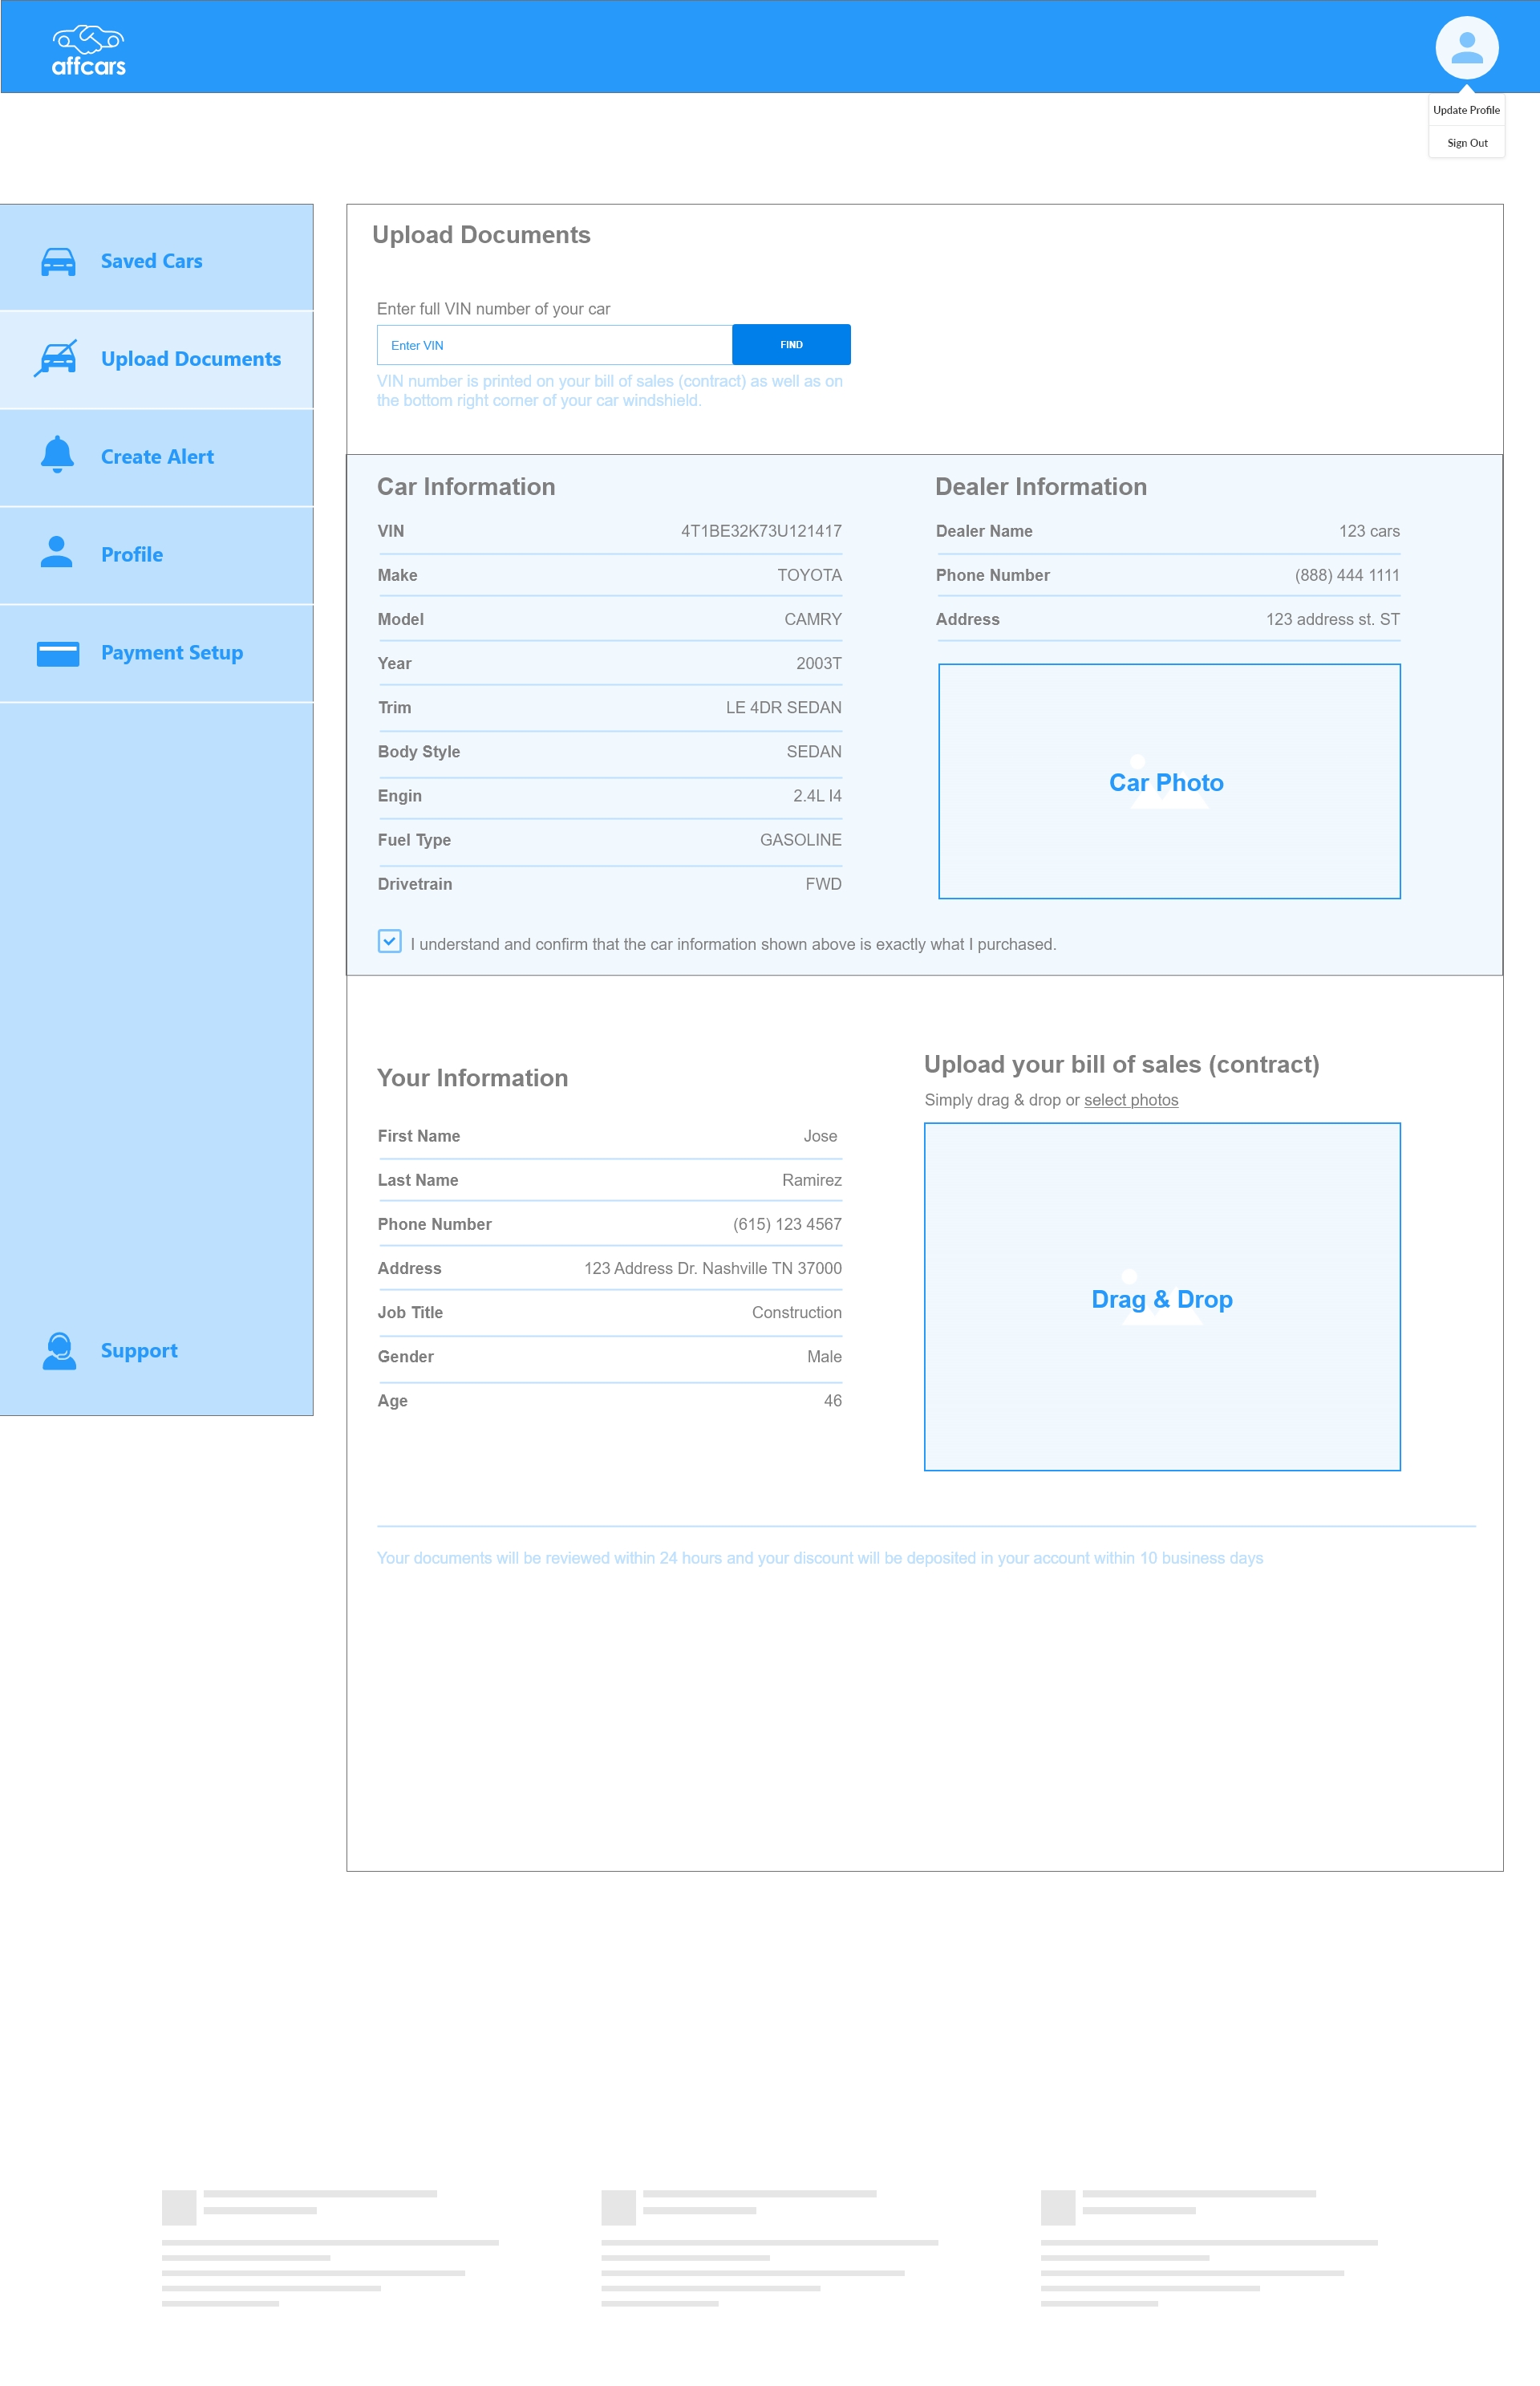 affcars
Update Profile
Sign Out
Saved Cars
Upload Documents
Create Alert
Profile
Payment Setup
Support
Upload Documents
Enter full VIN number of your car
Enter VIN
FIND
VIN number is printed on your bill of sales (contract) as well as on
the bottom right corner of your car windshield.
Car Information
VIN 4T1BE32K73U121417
Make TOYOTA
Model CAMRY
Year 2003T
Trim LE 4DR SEDAN
Body Style SEDAN
Engin 2.4L I4
Fuel Type GASOLINE
Drivetrain FWD
Dealer Information
Dealer Name 123 cars
Phone Number (888) 444 1111
Address 123 address st. ST
Car Photo
I understand and confirm that the car information shown above is exactly what I purchased.
Your Information
First Name Jose
Last Name Ramirez
Phone Number (615) 123 4567
Address 123 Address Dr. Nashville TN 37000
Job Title Construction
Gender Male
Age 46
Upload your bill of sales (contract)
Simply drag & drop or select photos
Drag & Drop
Your documents will be reviewed within 24 hours and your discount will be deposited in your account within 10 business days